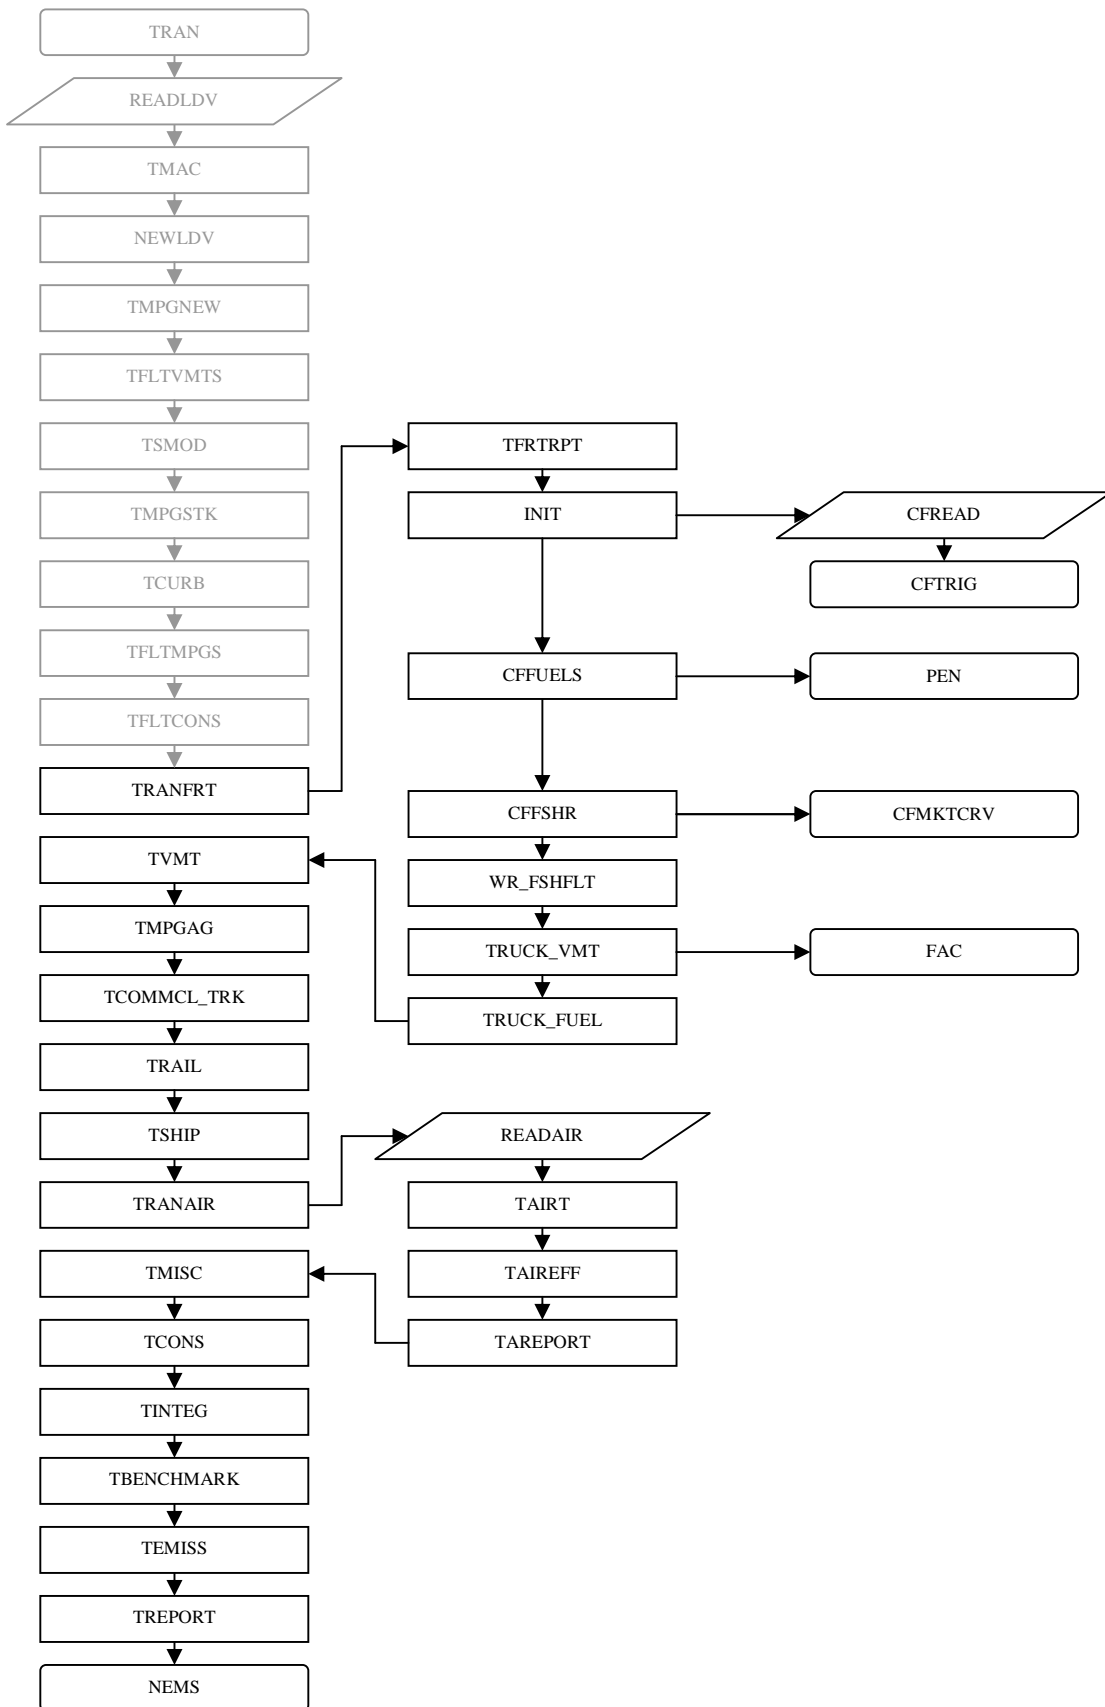 TRAN
READLDV
TMAC
NEWLDV
TMPGNEW
TFLTVMTS
TSMOD
TMPGSTK
TCURB
TFLTMPGS
TFLTCONS
TRANFRT
TFRTRPT
INIT
CFREAD
CFTRIG
CFFUELS
PEN
CFFSHR
CFMKTCRV
WR_FSHFLT
TRUCK_VMT
FAC
TRUCK_FUEL
TVMT
TMPGAG
TCOMMCL_TRK
TRAIL
TSHIP
TRANAIR
READAIR
TAIRT
TAIREFF
TAREPORT
TMISC
TCONS
TINTEG
TBENCHMARK
TEMISS
TREPORT
NEMS